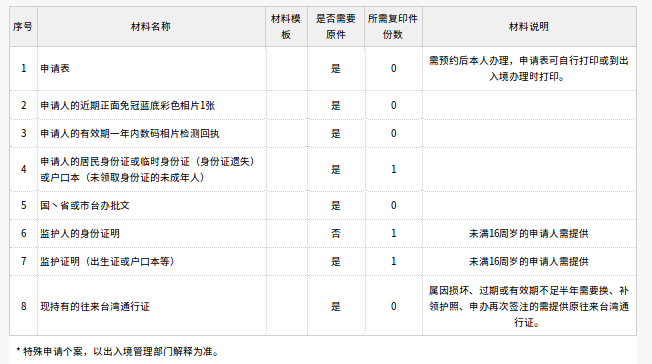 序号 材料名称 材料模板 是否需要原件 所需复印件份数 材料说明
1 申请表 是 0 需预约后本人办理，申请表可自行打印或到出入境办理时打印。
2 申请人的近期正面免冠蓝底彩色相片1张 是 0
3 申请人的有效期一年内数码相片检测回执 是 0
4 申请人的居民身份证或临时身份证（身份证遗失）或户口本（未领取身份证的未成年人） 是 1
5 国丶省或市台办批文 是 0
6 监护人的身份证明 否 1 未满16周岁的申请人需提供
7 监护证明（出生证或户口本等） 是 1 未满16周岁的申请人需提供
8 现持有的往来台湾通行证 是 0 属因损坏、过期或有效期不足半年需要换、补领护照、申办再次签注的需提供原往来台湾通行证。
* 特殊申请个案，以出入境管理部门解释为准。